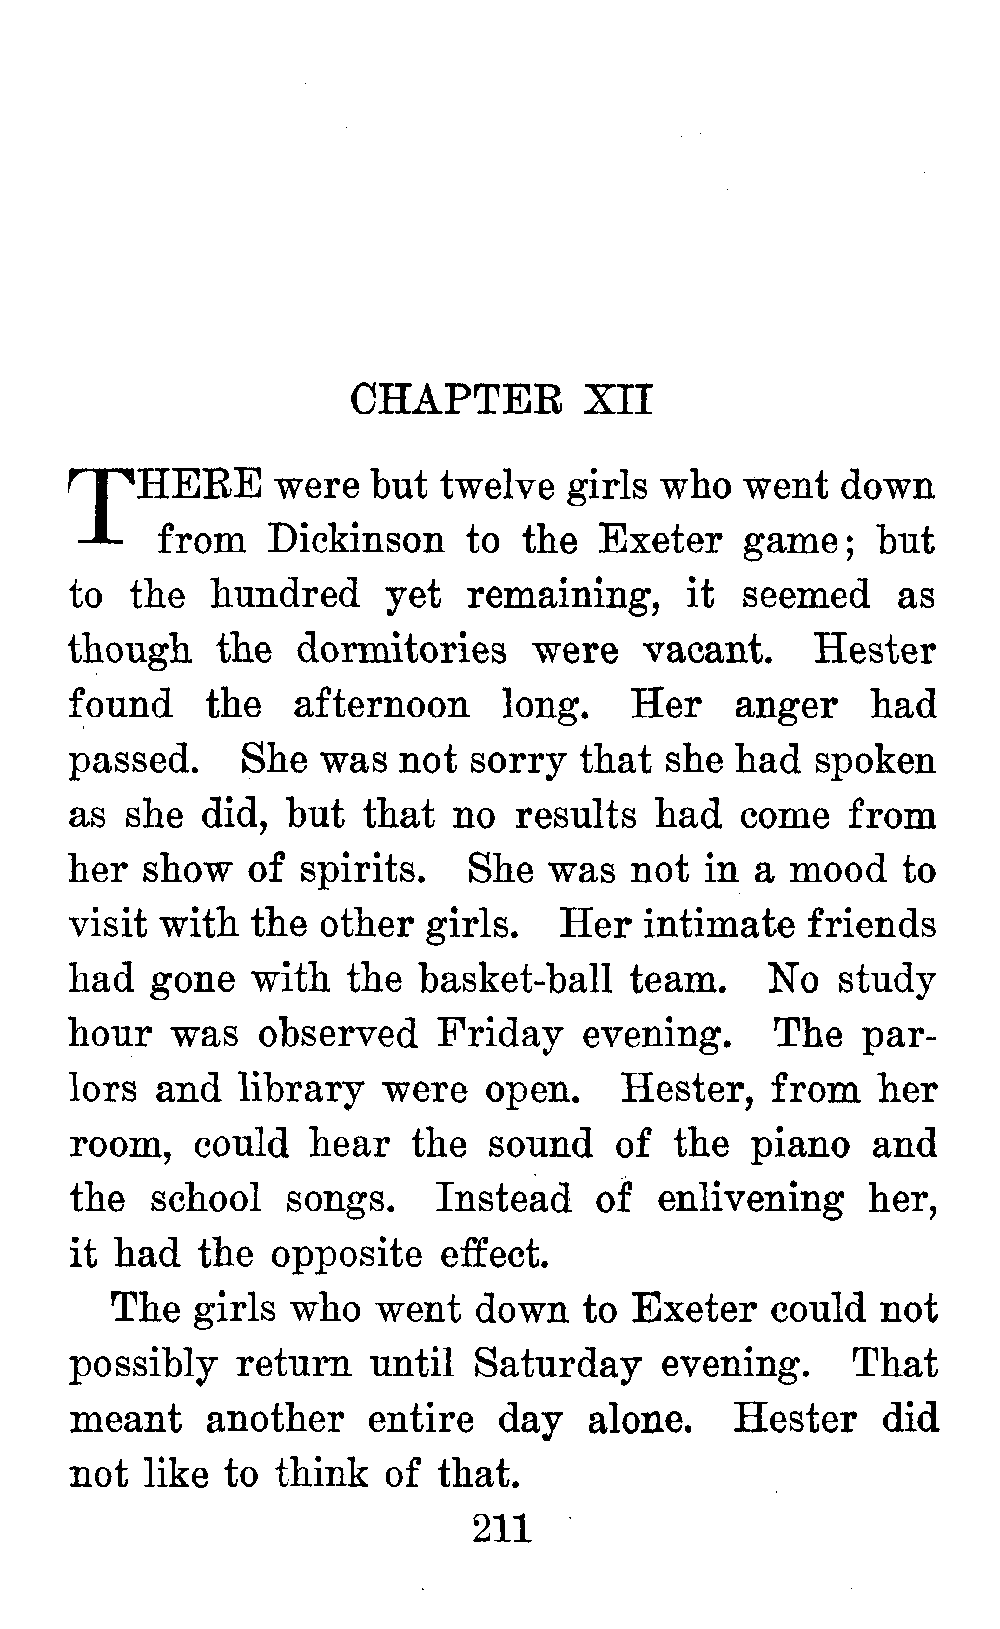 CHAPTER XII
THERE were but twelve girls who went down
from Dickinson to the Exeter game; but
to the hundred yet remaining, it seemed as
though the dormitories were vacant. Hester
found the afternoon long. Her anger had
passed. She was not sorry that she had spoken
as she did, but that no results had come from
her show of spirits. She was not in a mood to
visit with the other girls. Her intimate friends
had gone with the basket-ball team. No study
hour was observed Friday evening. The par-
lors and library were open. Hester, from her
room, could hear the sound of the piano and
the school songs. Instead of enlivening her,
it had the opposite effect.
The girls who went down to Exeter could not
possibly return until Saturday evening. That
meant another entire day alone. Hester did
not like to think of that.
211